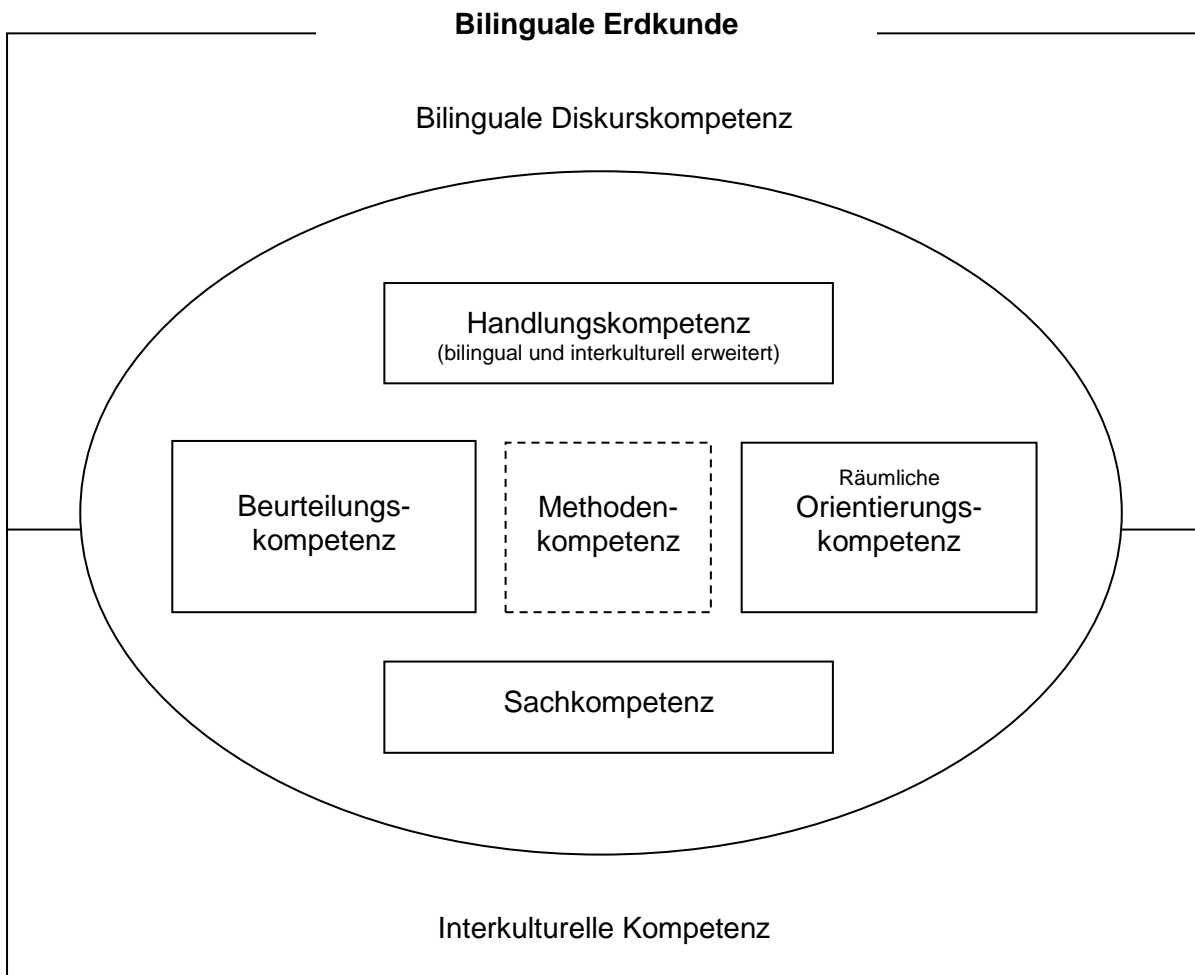 Bilinguale Erdkunde
Bilinguale Diskurskompetenz
Handlungskompetenz
(bilingual und interkulturell erweitert)
Beurteilungs-
kompetenz
Methoden-
kompetenz
Räumliche
Orientierungs-
kompetenz
Sachkompetenz
Interkulturelle Kompetenz